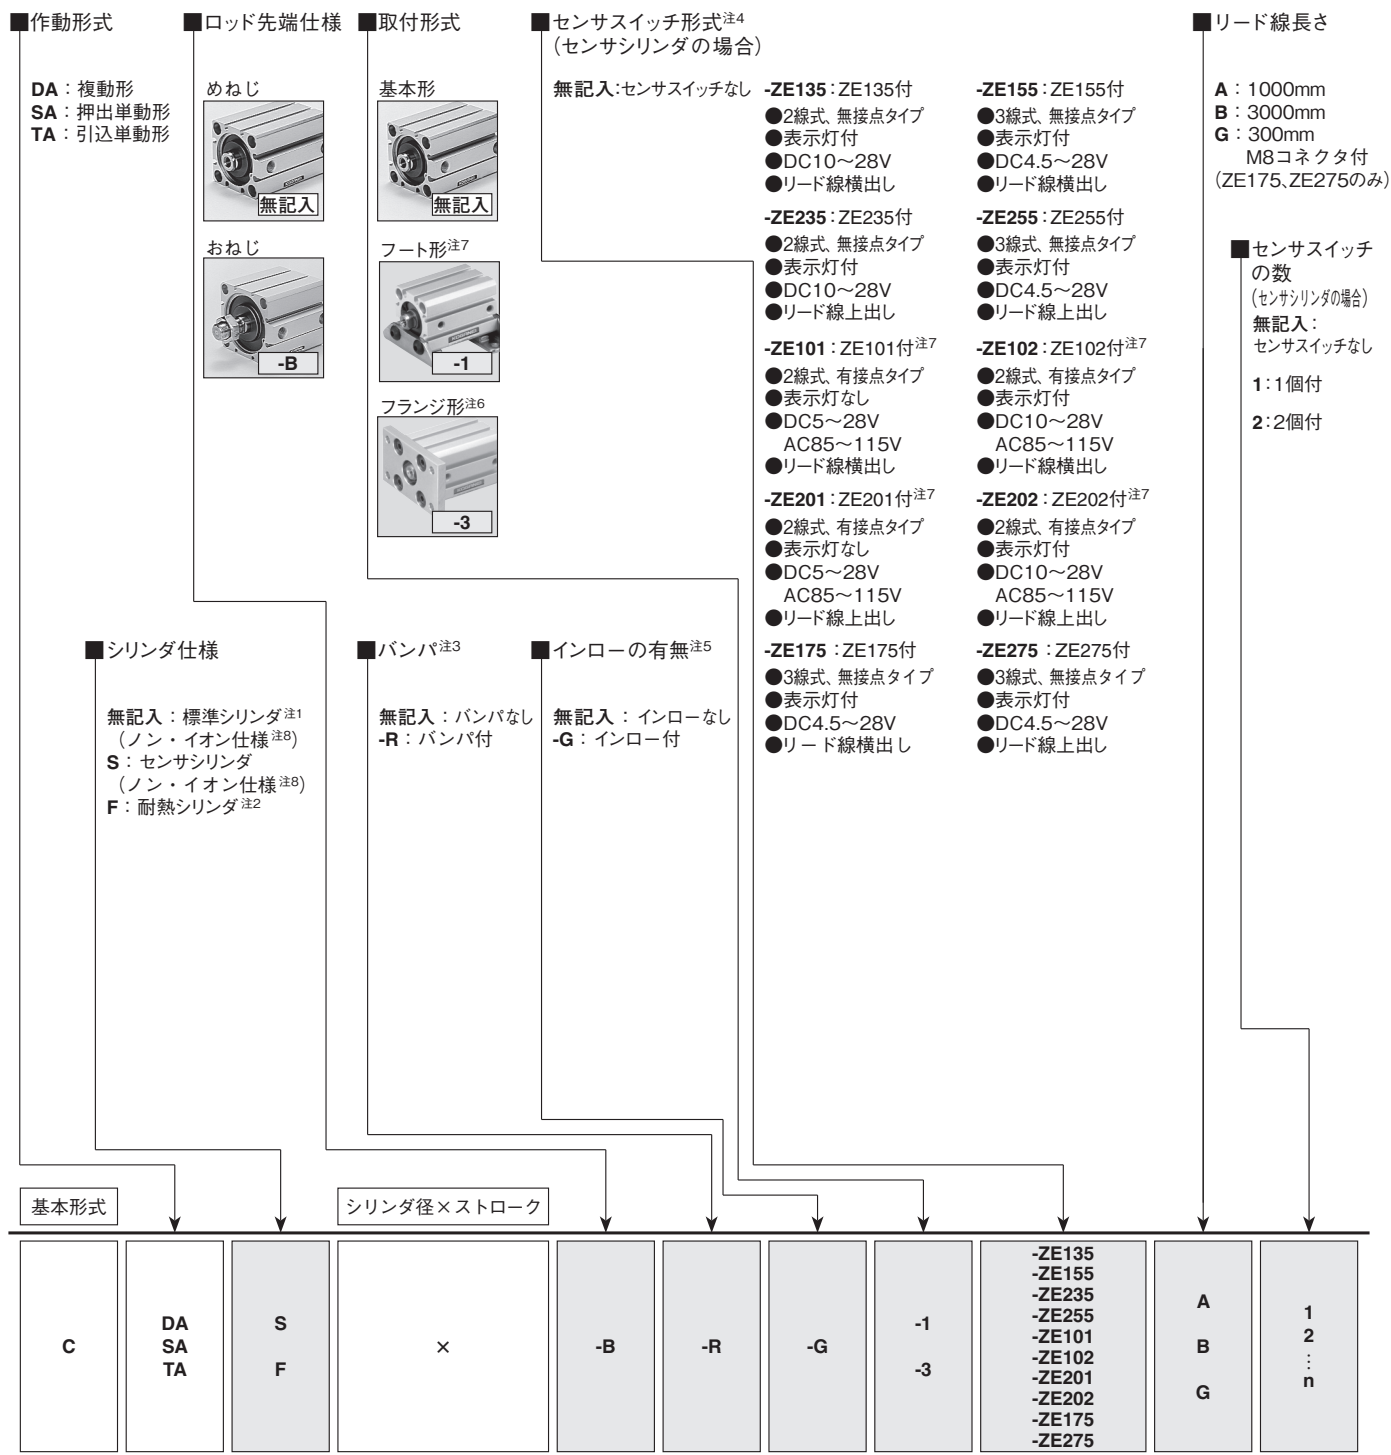 ■作動形式
DA：複動形
SA：押出単動形
TA：引込単動形
■ロッド先端仕様
めねじ
無記入
おねじ
-B
■取付形式
基本形
無記入
フート形注7
-1
フランジ形注6
-3
■センサスイッチ形式注4
（センサシリンダの場合）
無記入：センサスイッチなし
-ZE135：ZE135付
●2線式、無接点タイプ
●表示灯付
●DC10〜28V
●リード線横出し
-ZE235：ZE235付
●2線式、無接点タイプ
●表示灯付
●DC10〜28V
●リード線上出し
-ZE101：ZE101付注7
●2線式、有接点タイプ
●表示灯なし
●DC5〜28V
AC85〜115V
●リード線横出し
-ZE201：ZE201付注7
●2線式、有接点タイプ
●表示灯なし
●DC5〜28V
AC85〜115V
●リード線上出し
-ZE175：ZE175付
●3線式、無接点タイプ
●表示灯付
●DC4.5〜28V
●リード線横出し
-ZE155：ZE155付
●3線式、無接点タイプ
●表示灯付
●DC4.5〜28V
●リード線横出し
-ZE255：ZE255付
●3線式、無接点タイプ
●表示灯付
●DC4.5〜28V
●リード線上出し
-ZE102：ZE102付注7
●2線式、有接点タイプ
●表示灯付
●DC10〜28V
AC85〜115V
●リード線横出し
-ZE202：ZE202付注7
●2線式、有接点タイプ
●表示灯付
●DC10〜28V
AC85〜115V
●リード線上出し
-ZE275：ZE275付
●3線式、無接点タイプ
●表示灯付
●DC4.5〜28V
●リード線上出し
■リード線長さ
A：1000mm
B：3000mm
G：300mm
M8コネクタ付
（ZE175、ZE275のみ）
■センサスイッチ
の数
（センサシリンダの場合）
無記入：
センサスイッチなし
1：1個付
2：2個付
■シリンダ仕様
無記入：標準シリンダ注1
（ノン・イオン仕様注8）
S：センサシリンダ
（ノン・イオン仕様注8）
F：耐熱シリンダ注2
■バンパ注3
無記入：バンパなし
-R：バンパ付
■インローの有無注5
無記入：インローなし
-G：インロー付
基本形式
シリンダ径×ストローク
C
DA
SA
TA
S
F
×
-B
-R
-G
-1
-3
-ZE135
-ZE155
-ZE235
-ZE255
-ZE101
-ZE102
-ZE201
-ZE202
-ZE175
-ZE275
A
B
G
1
2
⋮
n